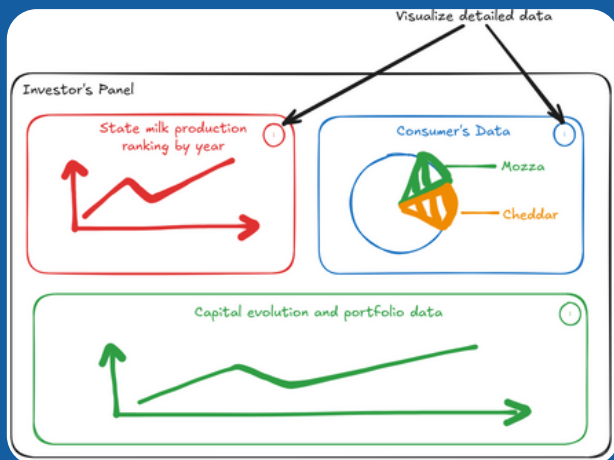 Visualize detailed data
Investor's Panel
State milk production
ranking by year
Consumer's Data
Mozza
Cheddar
Capital evolution and portfolio data